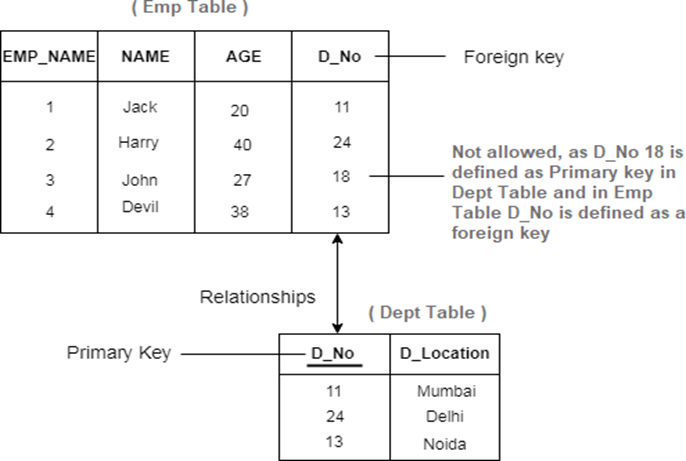 ( Emp Table )
EMP_NAME NAME AGE D_No Foreign key
1 Jack 20 11
2 Harry 40 24
3 John 27 18
4 Devil 38 13
Not allowed, as D_No 18 is
defined as Primary key in
Dept Table and in Emp
Table D_No is defined as a
foreign key
Relationships
( Dept Table )
Primary Key D_No D_Location
11 Mumbai
24 Delhi
13 Noida